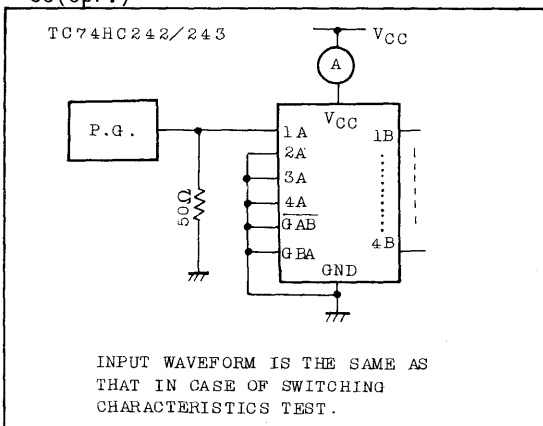 TC74HC242/243
VCC
A
P.G.
VCC
1A
1B
2A
3A
4A
GAB
4B
GBA
GND
50Ω
INPUT WAVEFORM IS THE SAME AS
THAT IN CASE OF SWITCHING
CHARACTERISTICS TEST.